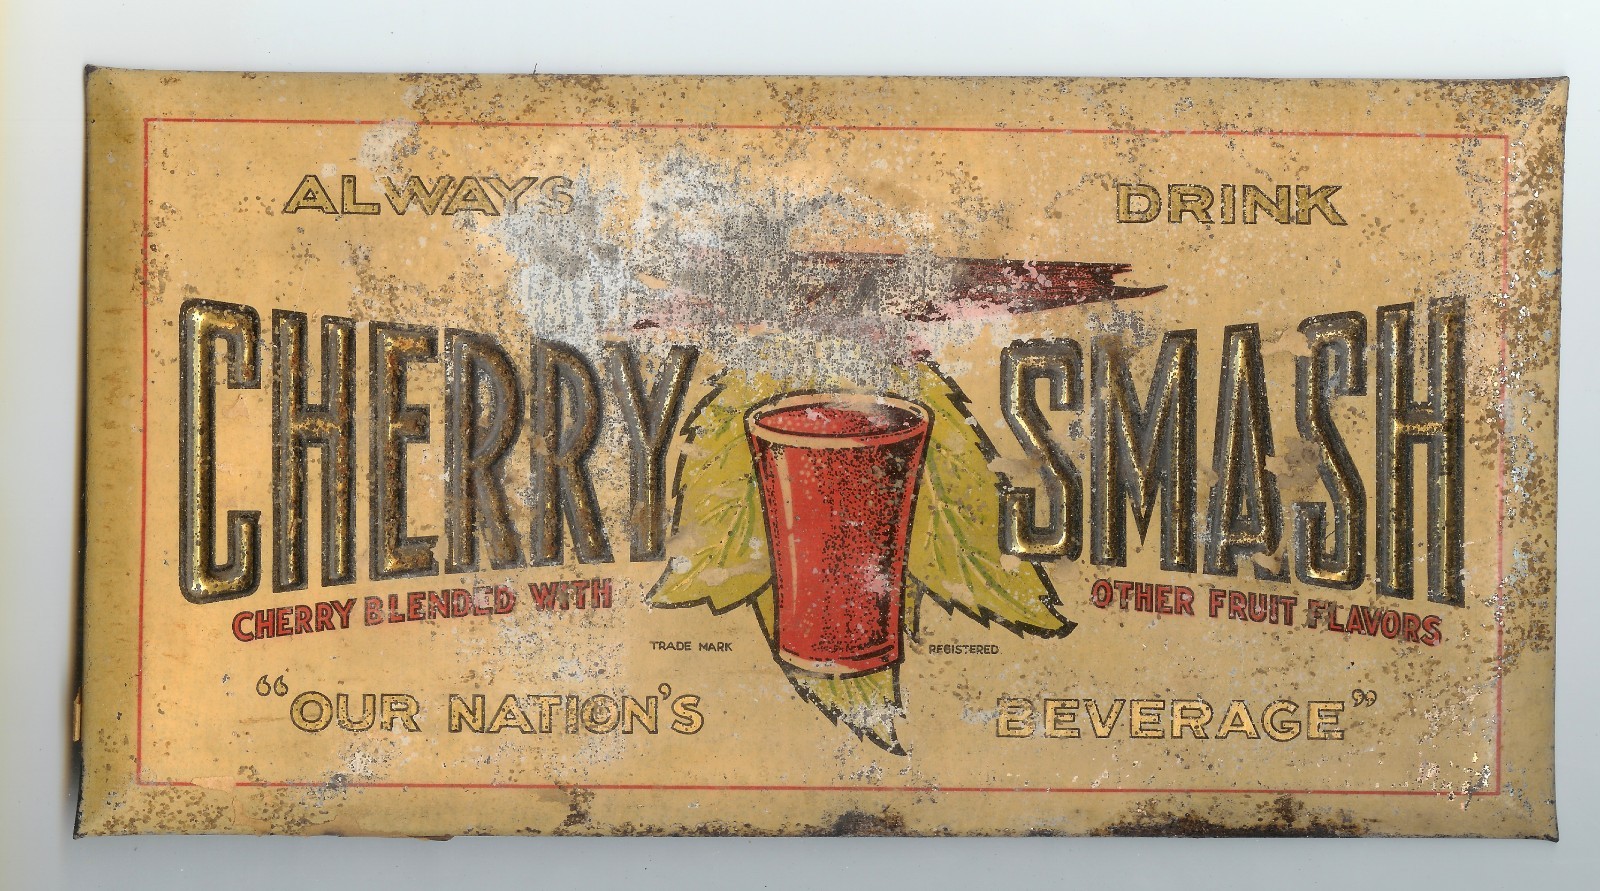 ALWAYS DRINK
CHERRY SMASH
CHERRY BLENDED WITH OTHER FRUIT FLAVORS
TRADE MARK REGISTERED
“OUR NATION'S BEVERAGE”